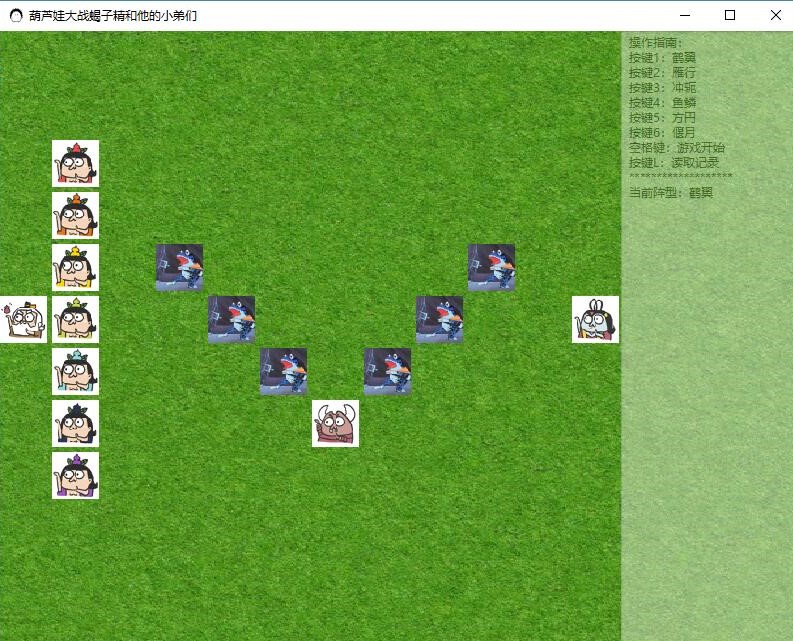 葫芦娃大战蝎子精和他的小弟们
操作指南：
按键1：鹤翼
按键2：雁行
按键3：冲轭
按键4：鱼鳞
按键5：方円
按键6：偃月
空格键：游戏开始
按键L：读取记录
*******************
当前阵型：鹤翼